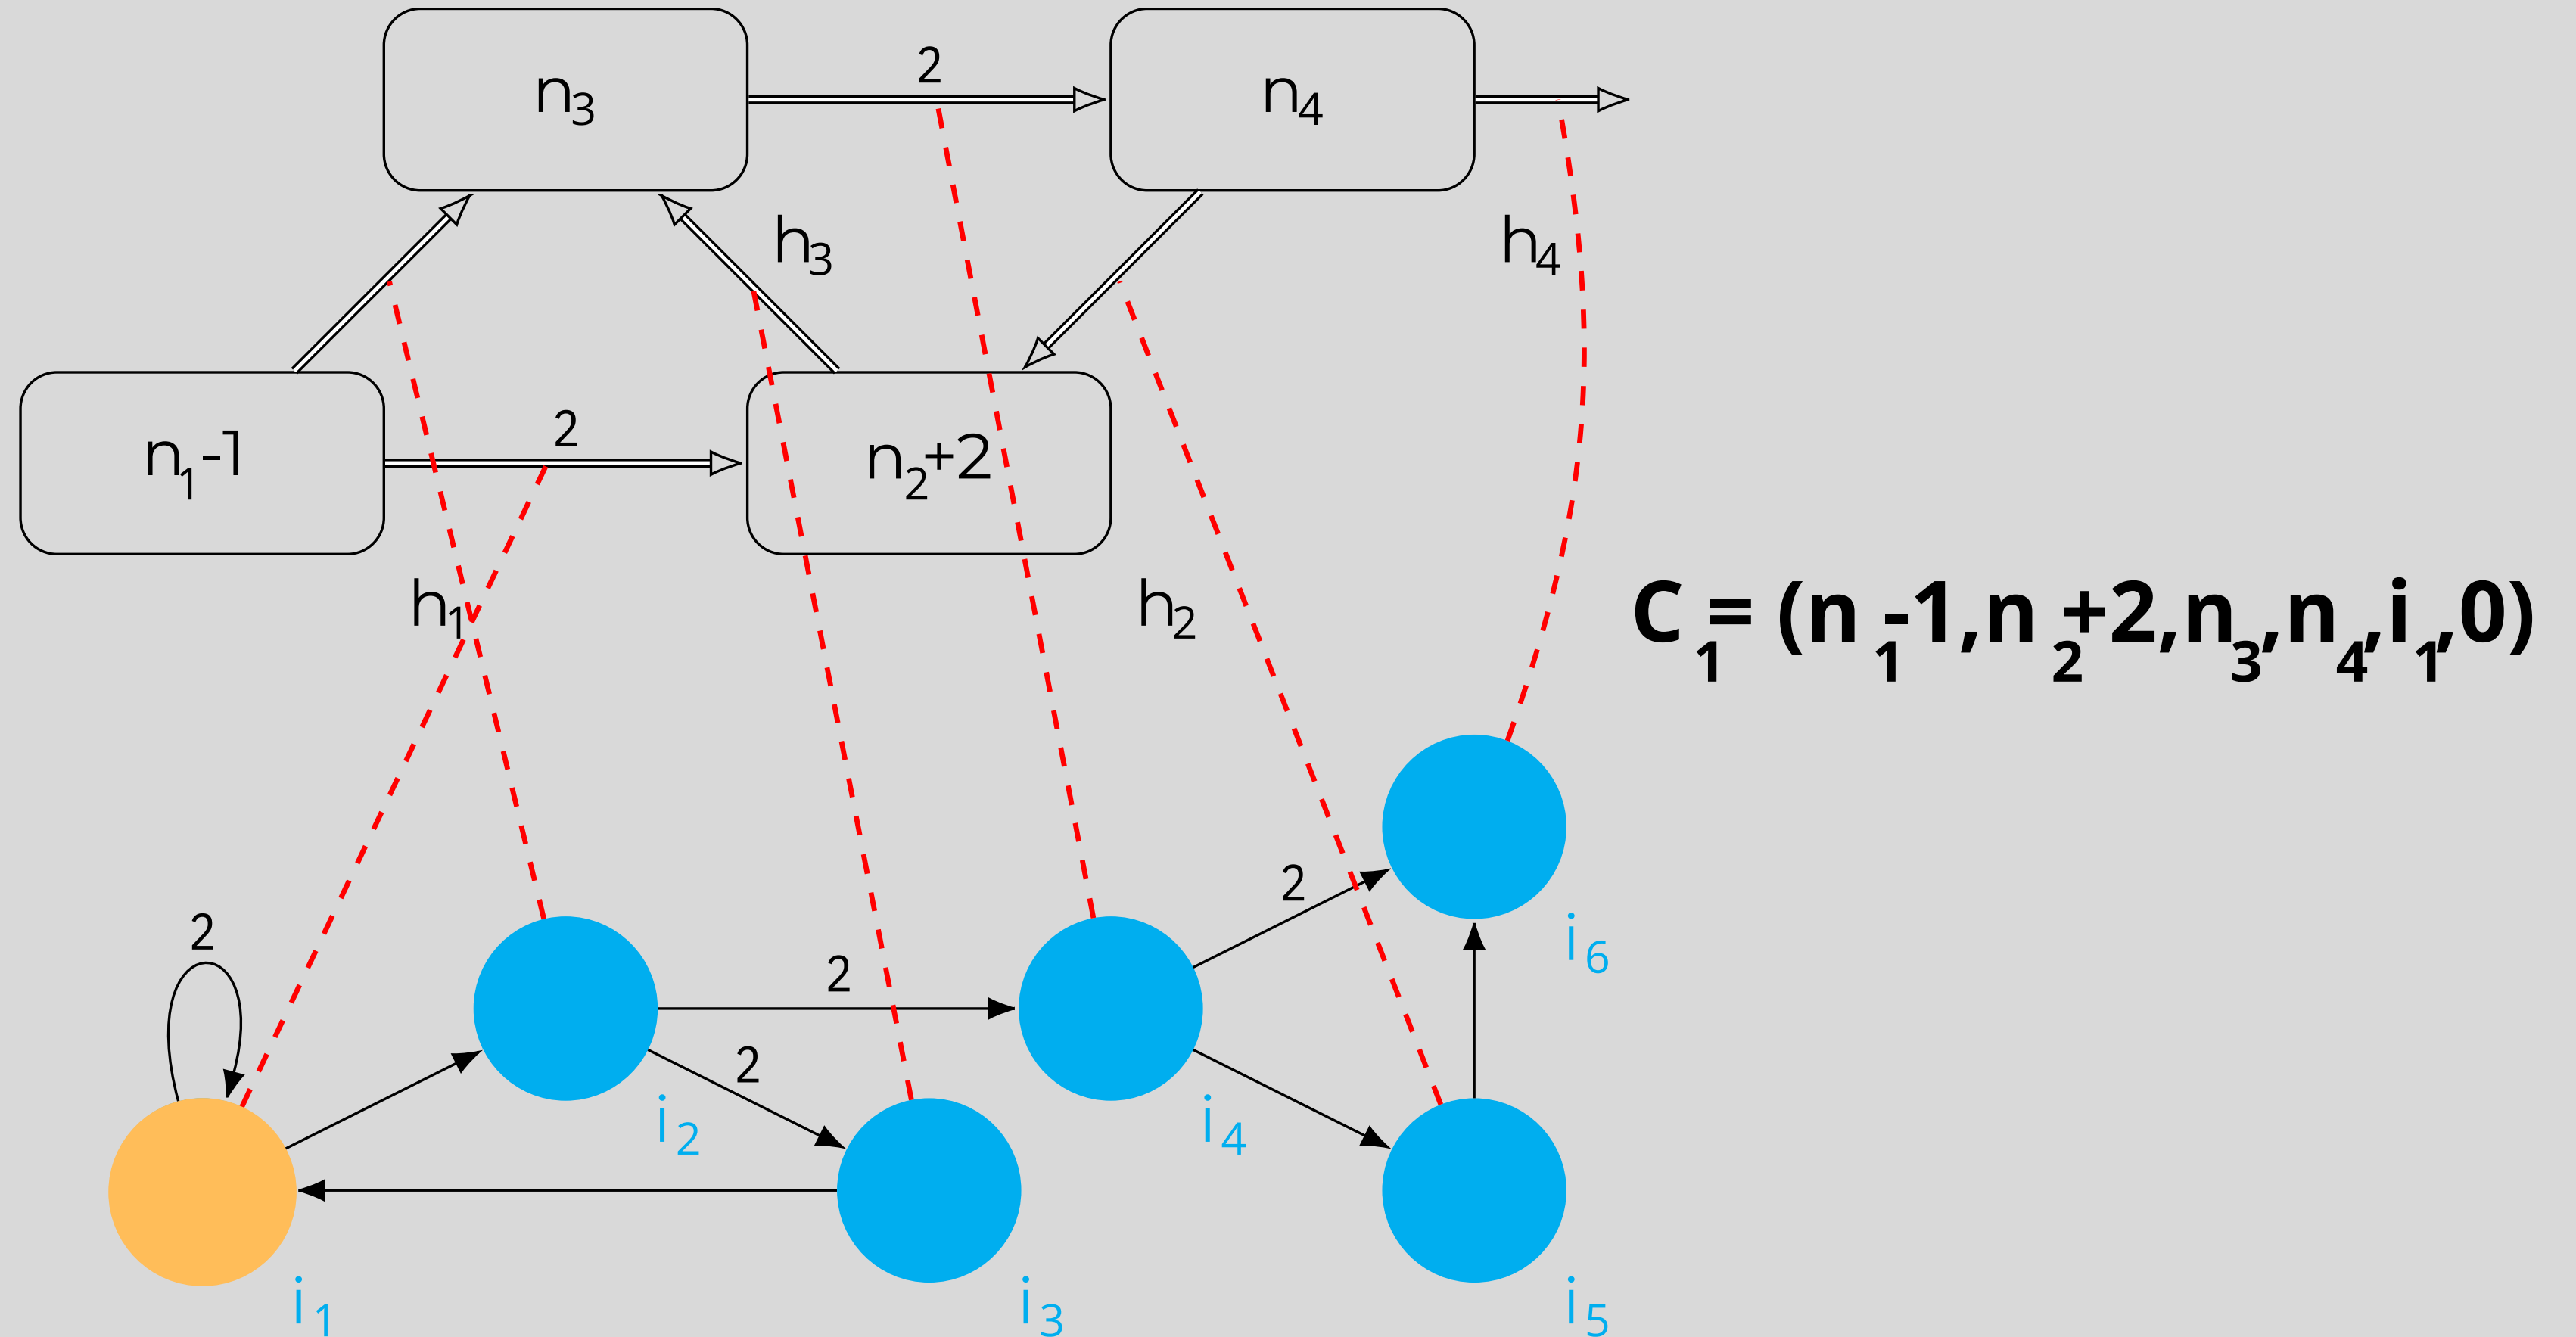 2
n3
n4
h3
h4
2
n1-1
n2+2
h1
h2
C1= (n1-1,n2+2,n3,n4,i1,0)
2
2
i6
2
2
i2
i4
i1
i3
i5